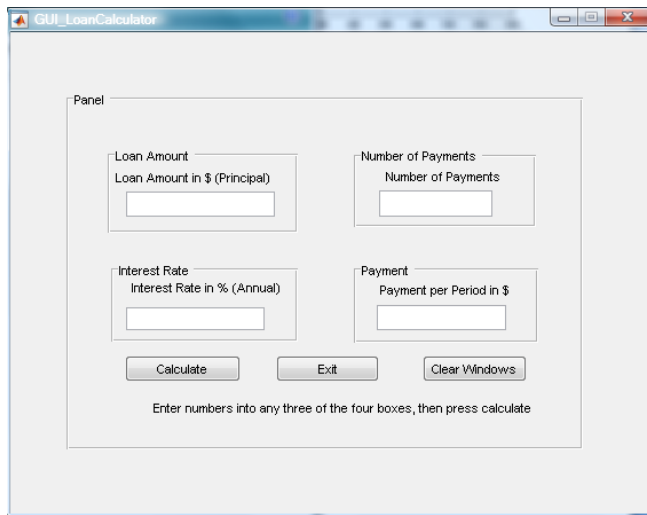 GUI_LoanCalculator
Panel
Loan Amount
Loan Amount in $ (Principal)
Number of Payments
Number of Payments
Interest Rate
Interest Rate in % (Annual)
Payment
Payment per Period in $
Calculate
Exit
Clear Windows
Enter numbers into any three of the four boxes, then press calculate